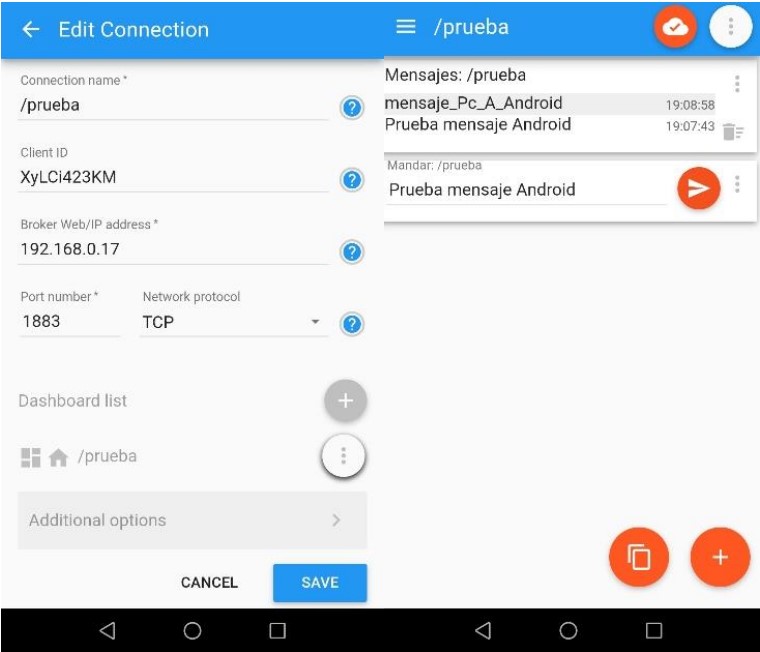 Edit Connection
Connection name *
/prueba
Client ID
XyLCi423KM
Broker Web/IP address *
192.168.0.17
Port number * Network protocol
1883 TCP
Dashboard list
/prueba
Additional options
CANCEL SAVE
/prueba
Mensajes: /prueba
mensaje_Pc_A_Android 19:08:58
Prueba mensaje Android 19:07:43
Mandar: /prueba
Prueba mensaje Android